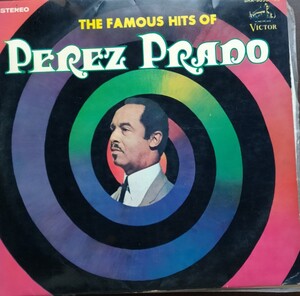 STEREO
THE FAMOUS HITS OF
PEREZ PRADO
VICTOR